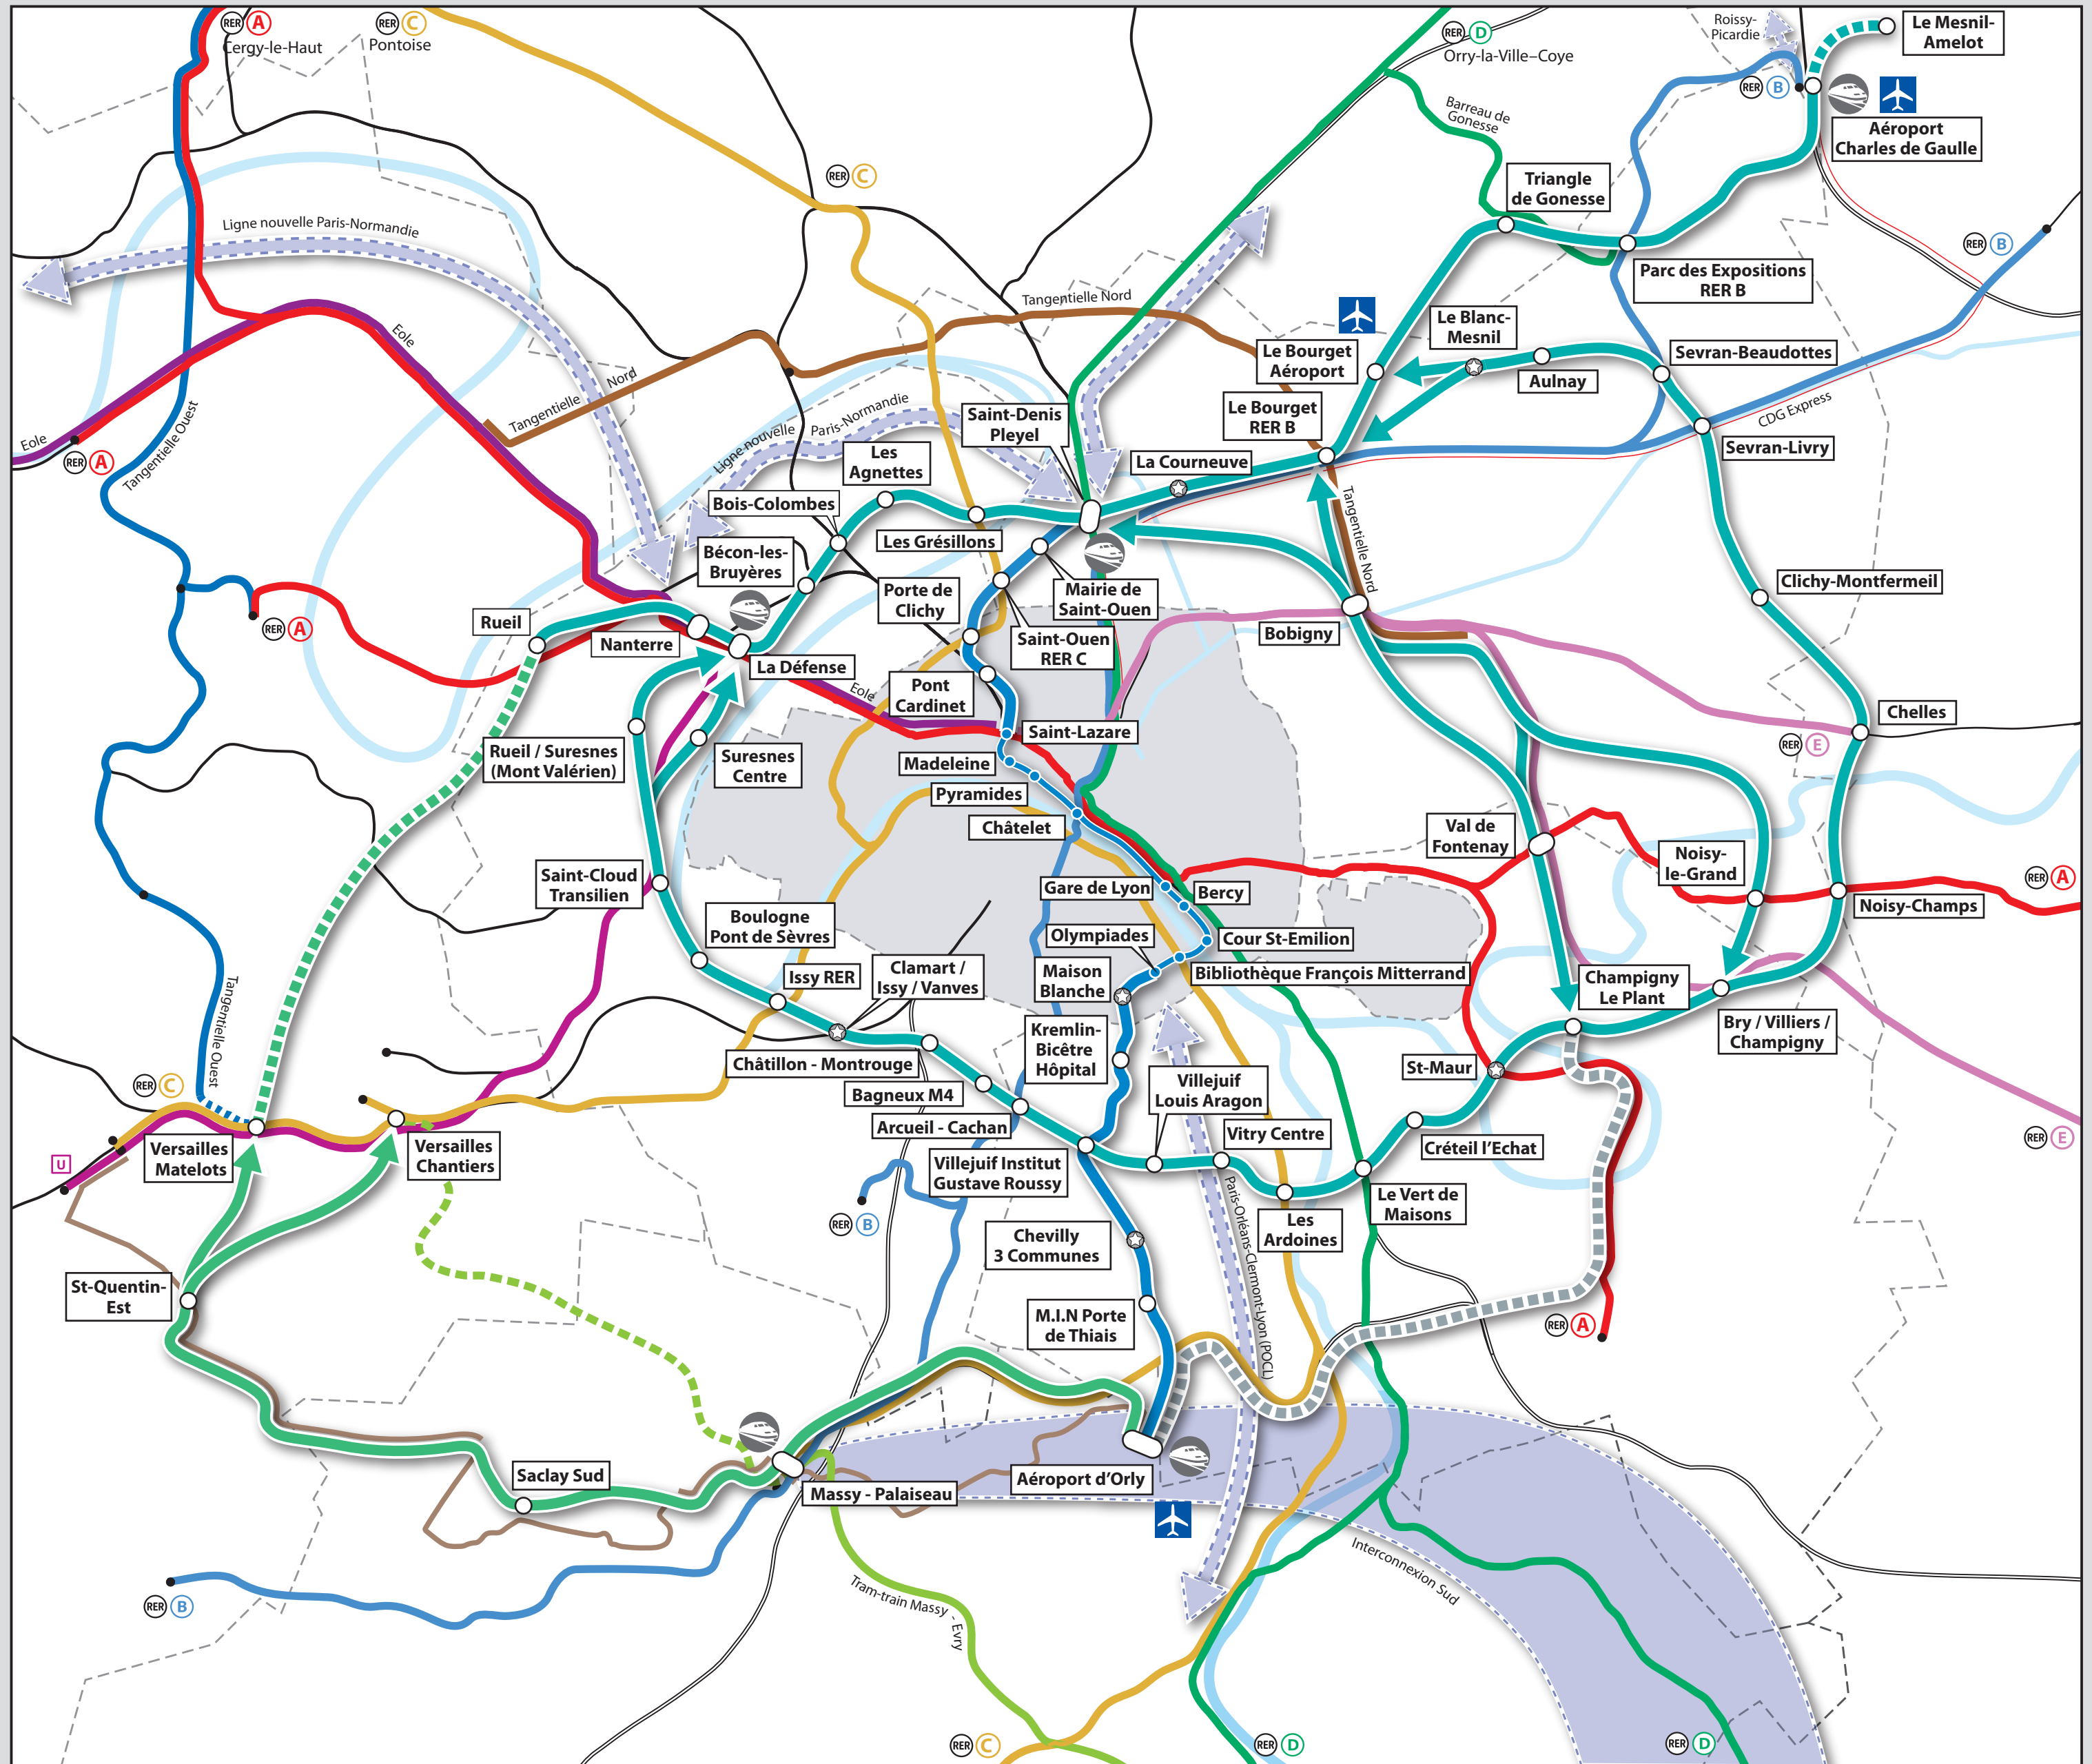 RER A
Cergy-le-Haut
RER C
Pontoise
RER D
Orry-la-Ville–Coye
Roissy-
Picardie
Le Mesnil-
Amelot
RER B
Aéroport
Charles de Gaulle
Barreau de
Gonesse
RER C
Triangle
de Gonesse
Ligne nouvelle Paris-Normandie
RER B
Parc des Expositions
RER B
Tangentielle Nord
Eole
Le Blanc-
Mesnil
Le Bourget
Aéroport
Sevran-Beaudottes
Aulnay
Nord
Tangentielle
Ligne nouvelle
Paris-Normandie
Saint-Denis
Pleyel
Le Bourget
RER B
CDG Express
Eole
RER A
Tangentielle Ouest
Les
Agnettes
La Courneuve
Sevran-Livry
Bois-Colombes
Tangentielle Nord
Les Grésillons
Bécon-les-
Bruyères
Porte de
Clichy
Mairie de
Saint-Ouen
Clichy-Montfermeil
Rueil
RER A
Nanterre
Saint-Ouen
RER C
Bobigny
La Défense
Eole
Pont
Cardinet
Chelles
Saint-Lazare
RER E
Rueil / Suresnes
(Mont Valérien)
Suresnes
Centre
Madeleine
Pyramides
Châtelet
Val de
Fontenay
Noisy-
le-Grand
Saint-Cloud
Transilien
Gare de Lyon
Bercy
RER A
Noisy-Champs
Boulogne
Pont de Sèvres
Olympiades
Cour St-Emilion
Issy RER
Clamart /
Issy / Vanves
Maison
Blanche
Bibliothèque François Mitterrand
Champigny
Le Plant
Tangentielle Ouest
Kremlin-
Bicêtre
Hôpital
Bry / Villiers /
Champigny
Châtillon - Montrouge
St-Maur
RER C
Bagneux M4
Villejuif
Louis Aragon
Arcueil - Cachan
Vitry Centre
RER E
Versailles
Matelots
Versailles
Chantiers
U
Créteil l'Echat
Villejuif Institut
Gustave Roussy
Le Vert de
Maisons
RER B
Les
Ardoines
Chevilly
3 Communes
Paris-Orléans-Clermont-Lyon (POCL)
St-Quentin-
Est
M.I.N Porte
de Thiais
RER A
Saclay Sud
Aéroport d'Orly
Massy - Palaiseau
Interconnexion Sud
RER B
Tram-train Massy - Evry
RER C
RER D
RER D